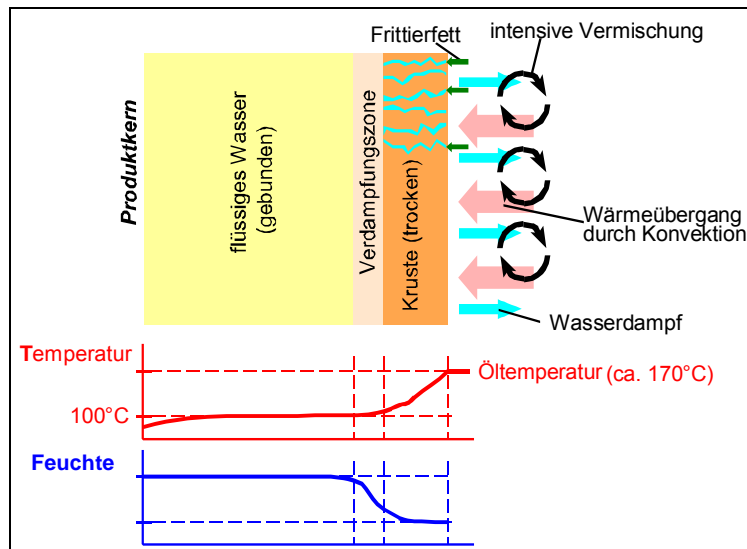 Frittierfett
intensive Vermischung
Produktkern
flüssiges Wasser
(gebunden)
Verdampfungszone
Kruste (trocken)
Wärmeübergang
durch Konvektion
Wasserdampf
Temperatur
Öltemperatur (ca. 170°C)
100°C
Feuchte